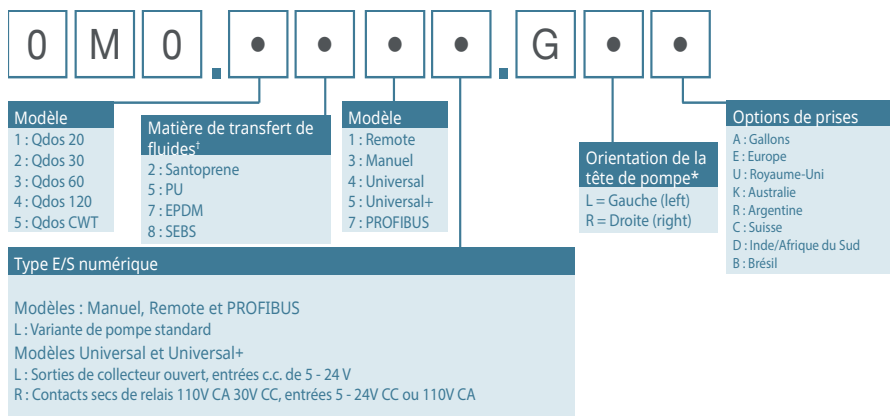 0 M 0 . • • • • . G • •
Modèle
1 : Qdos 20
2 : Qdos 30
3 : Qdos 60
4 : Qdos 120
5 : Qdos CWT
Matière de transfert de
fluides†
2 : Santoprene
5 : PU
7 : EPDM
8 : SEBS
Modèle
1 : Remote
3 : Manuel
4 : Universal
5 : Universal+
7 : PROFIBUS
Orientation de la
tête de pompe*
L = Gauche (left)
R = Droite (right)
Options de prises
A : Gallons
E : Europe
U : Royaume-Uni
K : Australie
R : Argentine
C : Suisse
D : Inde/Afrique du Sud
B : Brésil
Type E/S numérique
Modèles : Manuel, Remote et PROFIBUS
L : Variante de pompe standard
Modèles Universal et Universal+
L : Sorties de collecteur ouvert, entrées c.c. de 5 - 24 V
R : Contacts secs de relais 110V CA 30V CC, entrées 5 - 24V CC ou 110V CA